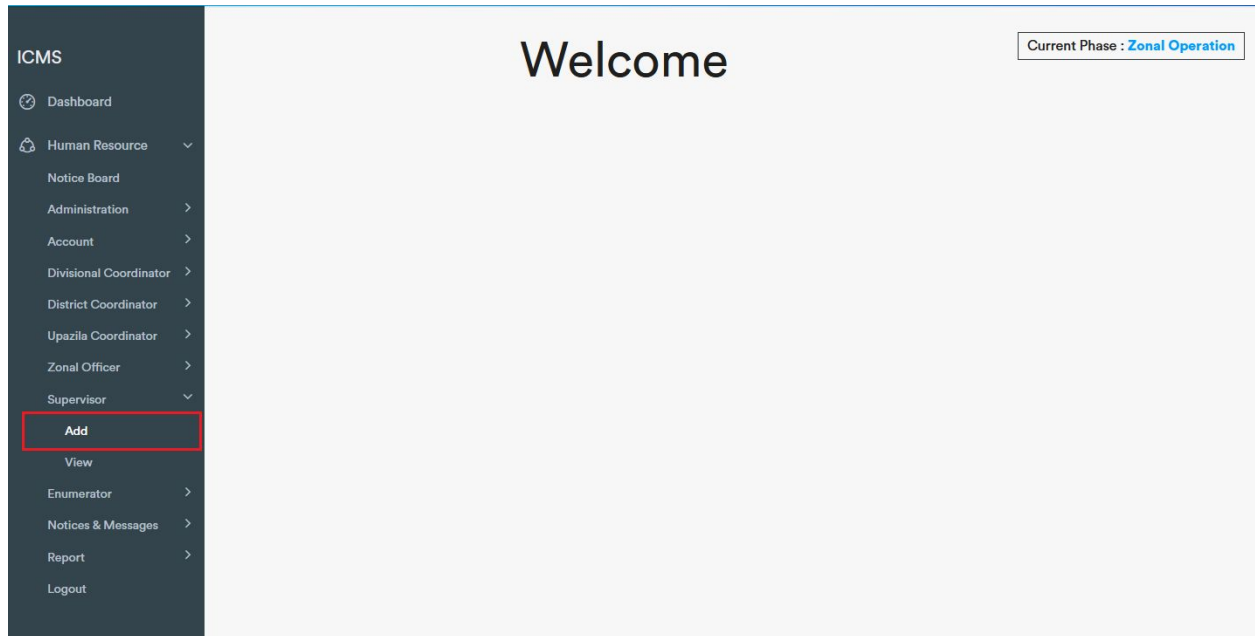 ICMS
Dashboard
Human Resource
Notice Board
Administration
Account
Divisional Coordinator
District Coordinator
Upazila Coordinator
Zonal Officer
Supervisor
Add
View
Enumerator
Notices & Messages
Report
Logout
Welcome
Current Phase : Zonal Operation